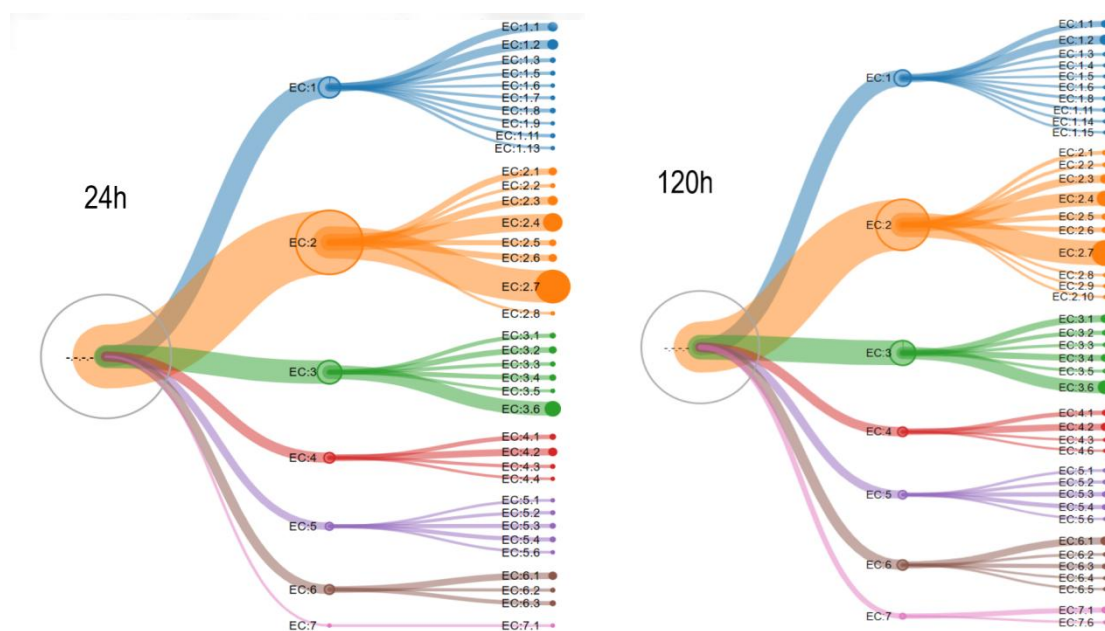 24h
-.-.-
EC:1
EC:1.1
EC:1.2
EC:1.3
EC:1.5
EC:1.6
EC:1.7
EC:1.8
EC:1.9
EC:1.11
EC:1.13
EC:2
EC:2.1
EC:2.2
EC:2.3
EC:2.4
EC:2.5
EC:2.6
EC:2.7
EC:2.8
EC:3
EC:3.1
EC:3.2
EC:3.3
EC:3.4
EC:3.5
EC:3.6
EC:4
EC:4.1
EC:4.2
EC:4.3
EC:4.4
EC:5
EC:5.1
EC:5.2
EC:5.3
EC:5.4
EC:5.6
EC:6
EC:6.1
EC:6.2
EC:6.3
EC:7
EC:7.1
120h
-.-.-
EC:1
EC:1.1
EC:1.2
EC:1.3
EC:1.4
EC:1.5
EC:1.6
EC:1.8
EC:1.11
EC:1.14
EC:1.15
EC:2
EC:2.1
EC:2.2
EC:2.3
EC:2.4
EC:2.5
EC:2.6
EC:2.7
EC:2.8
EC:2.9
EC:2.10
EC:3
EC:3.1
EC:3.2
EC:3.3
EC:3.4
EC:3.5
EC:3.6
EC:4
EC:4.1
EC:4.2
EC:4.3
EC:4.6
EC:5
EC:5.1
EC:5.2
EC:5.3
EC:5.4
EC:5.6
EC:6
EC:6.1
EC:6.2
EC:6.3
EC:6.4
EC:6.5
EC:7
EC:7.1
EC:7.6